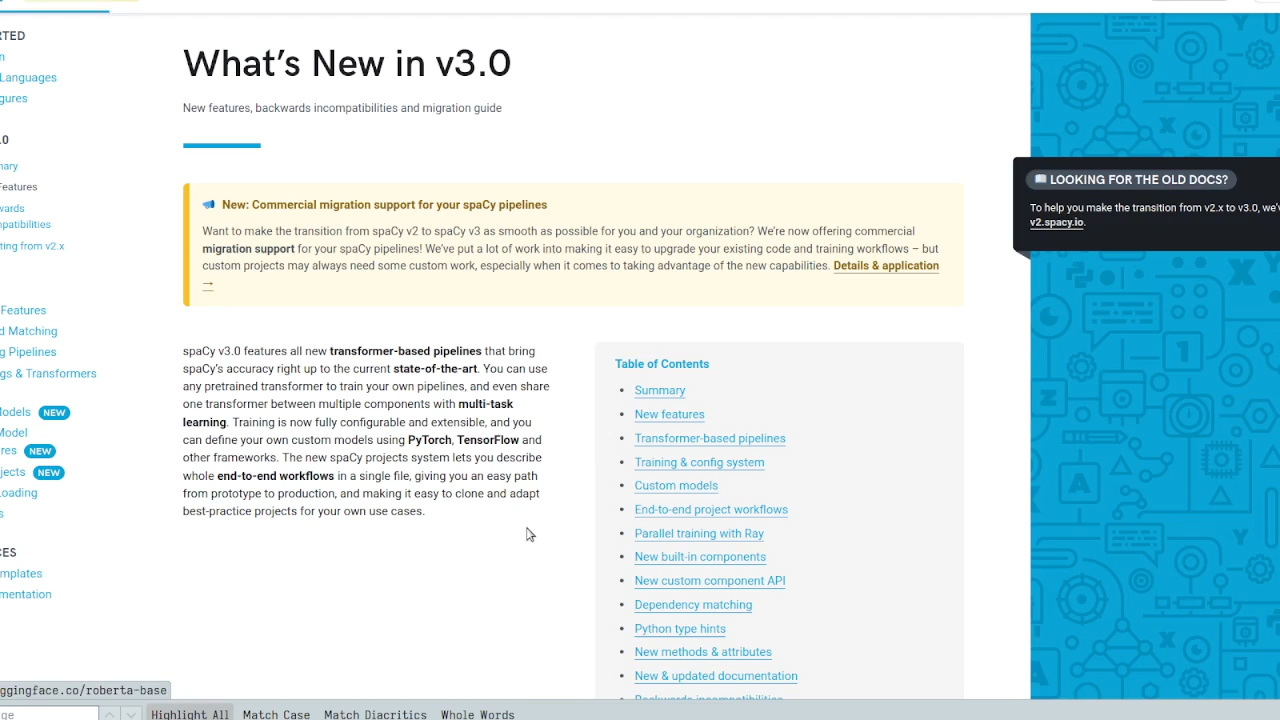 RTED
n
Languages
gures
.0
mary
Features
wards
mpatibilities
ting from v2.x
Features
d Matching
g Pipelines
gs & Transformers
Models NEW
Model
res NEW
jects NEW
Loading
s
CES
mplates
mentation
What's New in v3.0
New features, backwards incompatibilities and migration guide
New: Commercial migration support for your spaCy pipelines
Want to make the transition from spaCy v2 to spaCy v3 as smooth as possible for you and your organization? We're now offering commercial
migration support for your spaCy pipelines! We've put a lot of work into making it easy to upgrade your existing code and training workflows – but
custom projects may always need some custom work, especially when it comes to taking advantage of the new capabilities. Details & application
→
spaCy v3.0 features all new transformer-based pipelines that bring
spaCy's accuracy right up to the current state-of-the-art. You can use
any pretrained transformer to train your own pipelines, and even share
one transformer between multiple components with multi-task
learning. Training is now fully configurable and extensible, and you
can define your own custom models using PyTorch, TensorFlow and
other frameworks. The new spaCy projects system lets you describe
whole end-to-end workflows in a single file, giving you an easy path
from prototype to production, and making it easy to clone and adapt
best-practice projects for your own use cases.
Table of Contents
• Summary
• New features
• Transformer-based pipelines
• Training & config system
• Custom models
• End-to-end project workflows
• Parallel training with Ray
• New built-in components
• New custom component API
• Dependency matching
• Python type hints
• New methods & attributes
• New & updated documentation
• Backwards incompatibilities
LOOKING FOR THE OLD DOCS?
To help you make the transition from v2.x to v3.0, we'v
v2.spacy.io.
ggingface.co/roberta-base
ge Highlight All Match Case Match Diacritics Whole Words